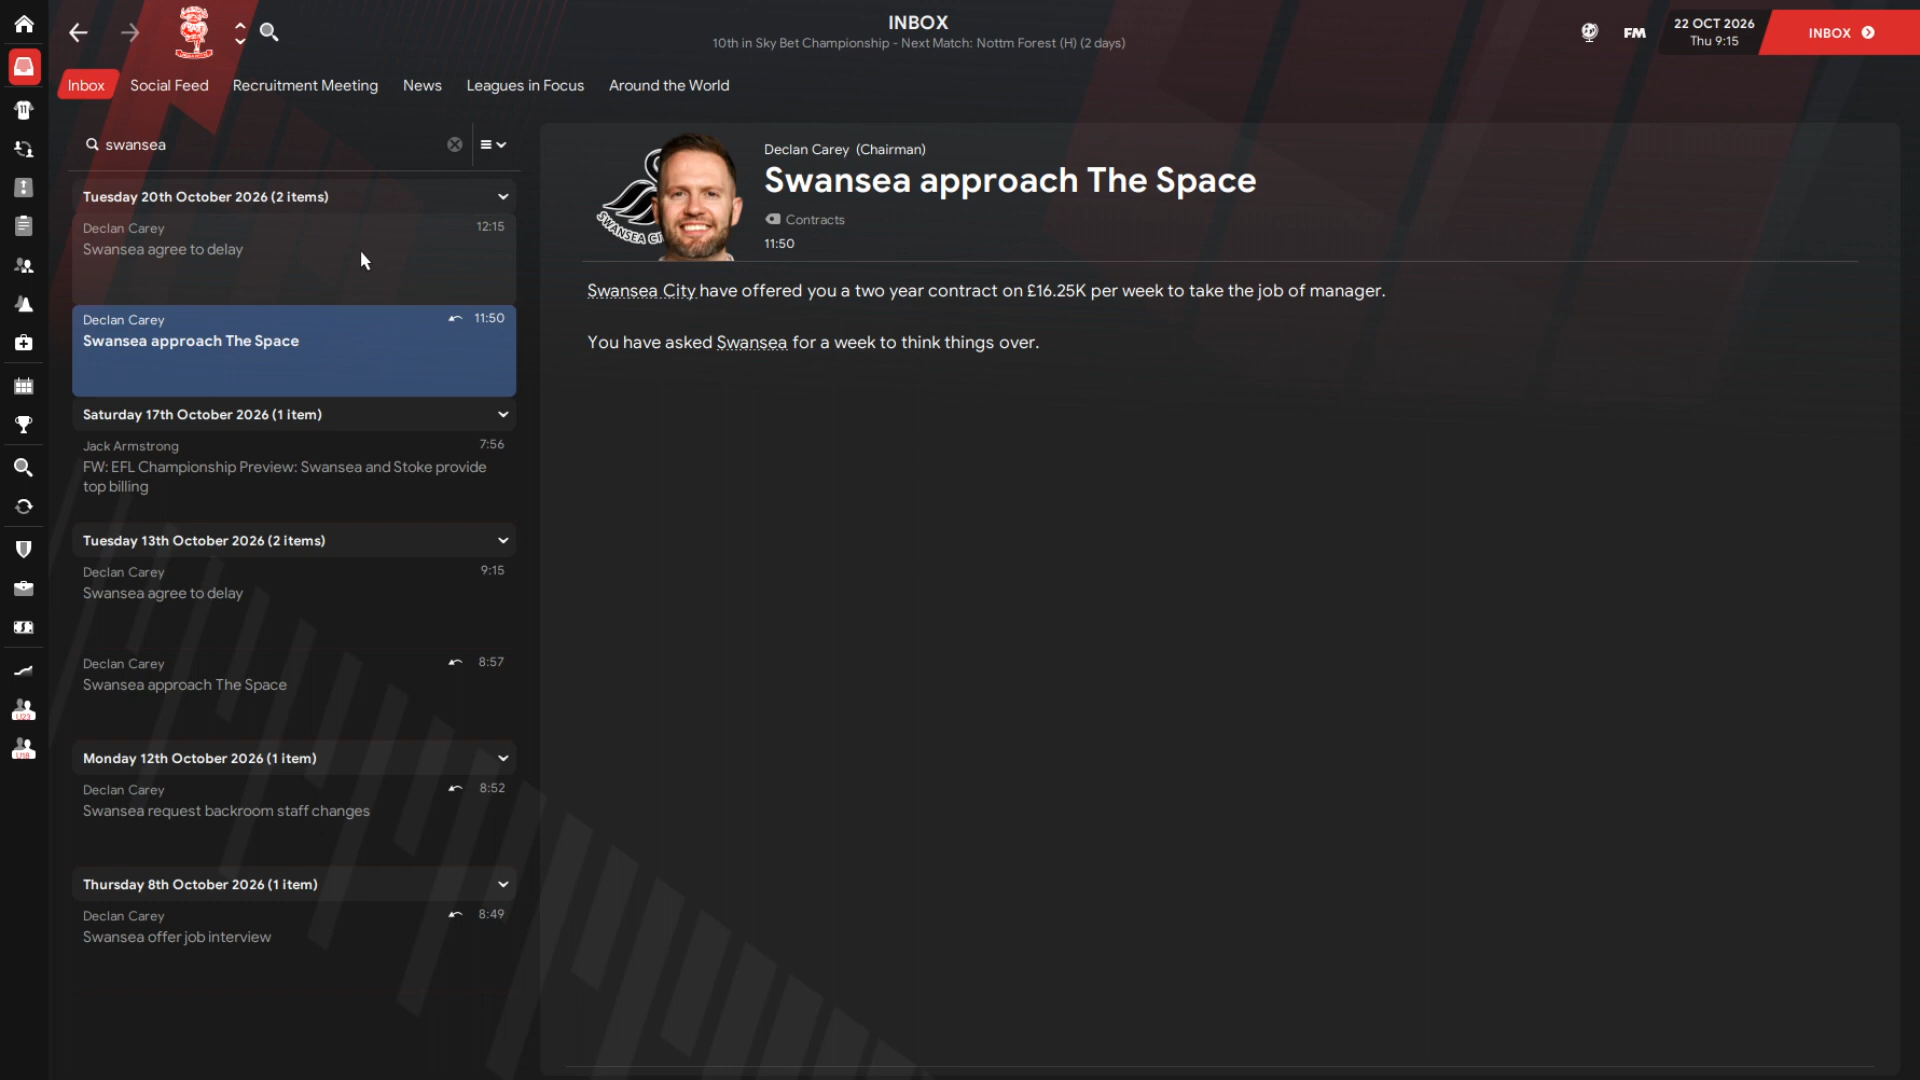 INBOX
10th in Sky Bet Championship - Next Match: Nottm Forest (H) (2 days)
FM
22 OCT 2026
Thu 9:15
INBOX
Inbox
Social Feed
Recruitment Meeting
News
Leagues in Focus
Around the World
swansea
Tuesday 20th October 2026 (2 items)
Declan Carey
12:15
Swansea agree to delay
Declan Carey
11:50
Swansea approach The Space
Saturday 17th October 2026 (1 item)
Jack Armstrong
7:56
FW: EFL Championship Preview: Swansea and Stoke provide
top billing
Tuesday 13th October 2026 (2 items)
Declan Carey
9:15
Swansea agree to delay
Declan Carey
8:57
Swansea approach The Space
Monday 12th October 2026 (1 item)
Declan Carey
8:52
Swansea request backroom staff changes
Thursday 8th October 2026 (1 item)
Declan Carey
8:49
Swansea offer job interview
Declan Carey (Chairman)
Swansea approach The Space
Contracts
11:50
Swansea City have offered you a two year contract on £16.25K per week to take the job of manager.
You have asked Swansea for a week to think things over.
11
U23
U18